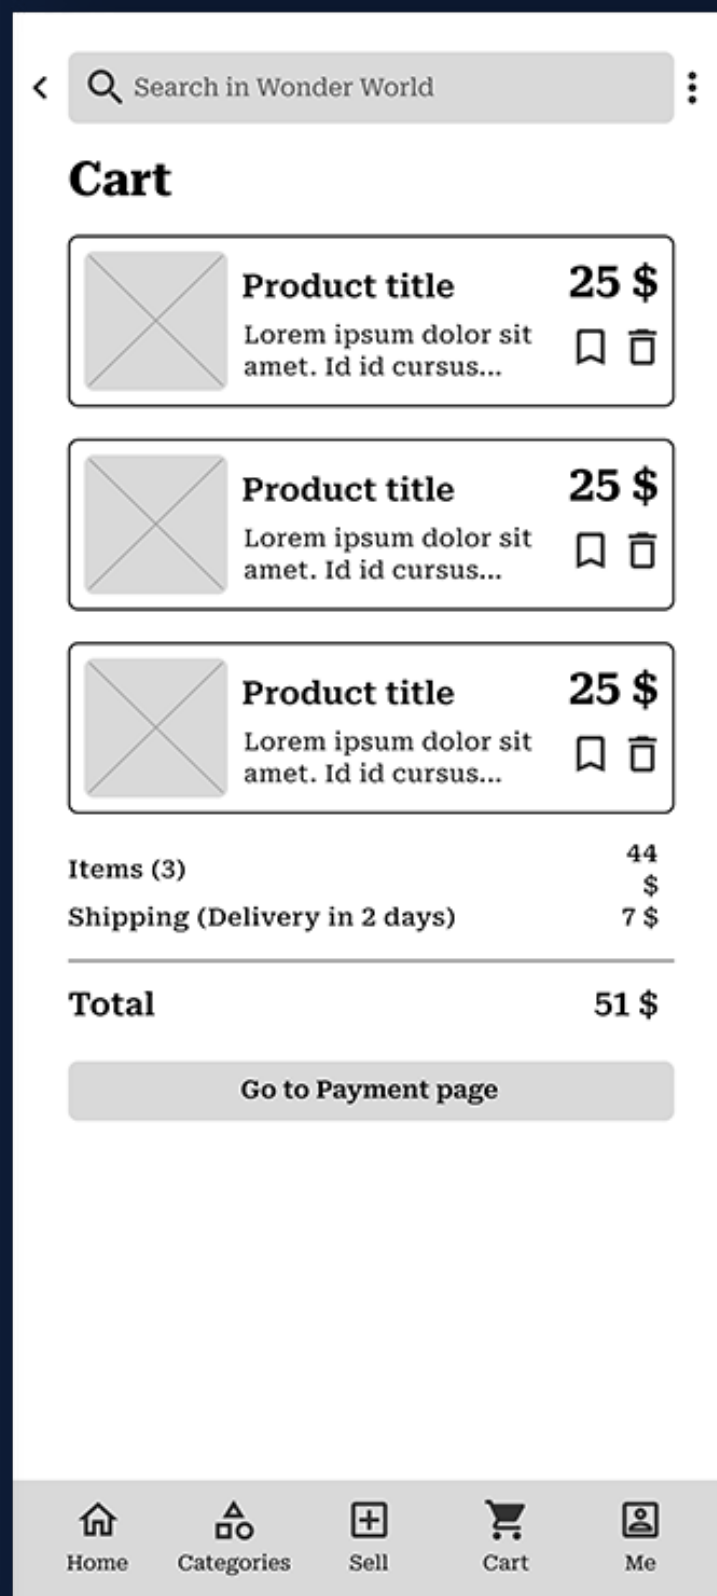 Search in Wonder World
Cart
Product title
25 $
Lorem ipsum dolor sit
amet. Id id cursus...
Product title
25 $
Lorem ipsum dolor sit
amet. Id id cursus...
Product title
25 $
Lorem ipsum dolor sit
amet. Id id cursus...
Items (3)
44
$
Shipping (Delivery in 2 days)
7 $
Total
51 $
Go to Payment page
Home
Categories
Sell
Cart
Me